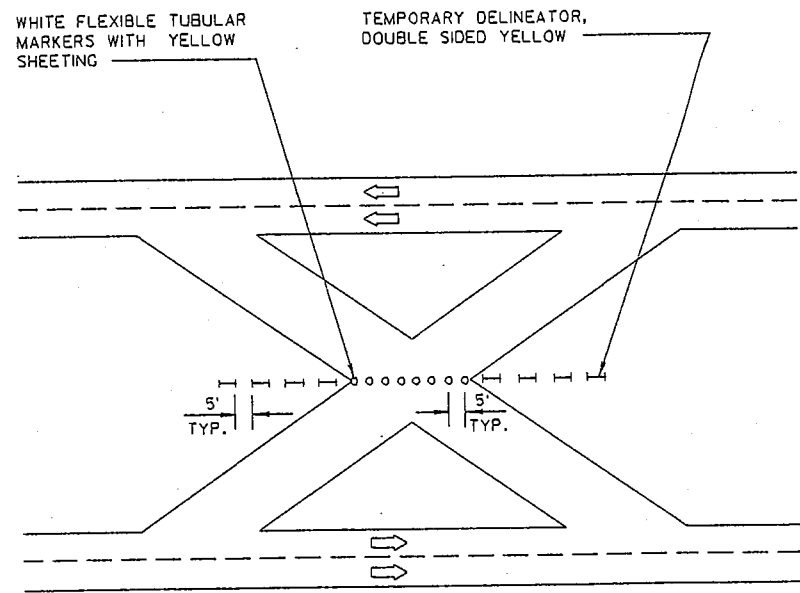 WHITE FLEXIBLE TUBULAR
MARKERS WITH YELLOW
SHEETING
TEMPORARY DELINEATOR,
DOUBLE SIDED YELLOW
5'
TYP.
5'
TYP.